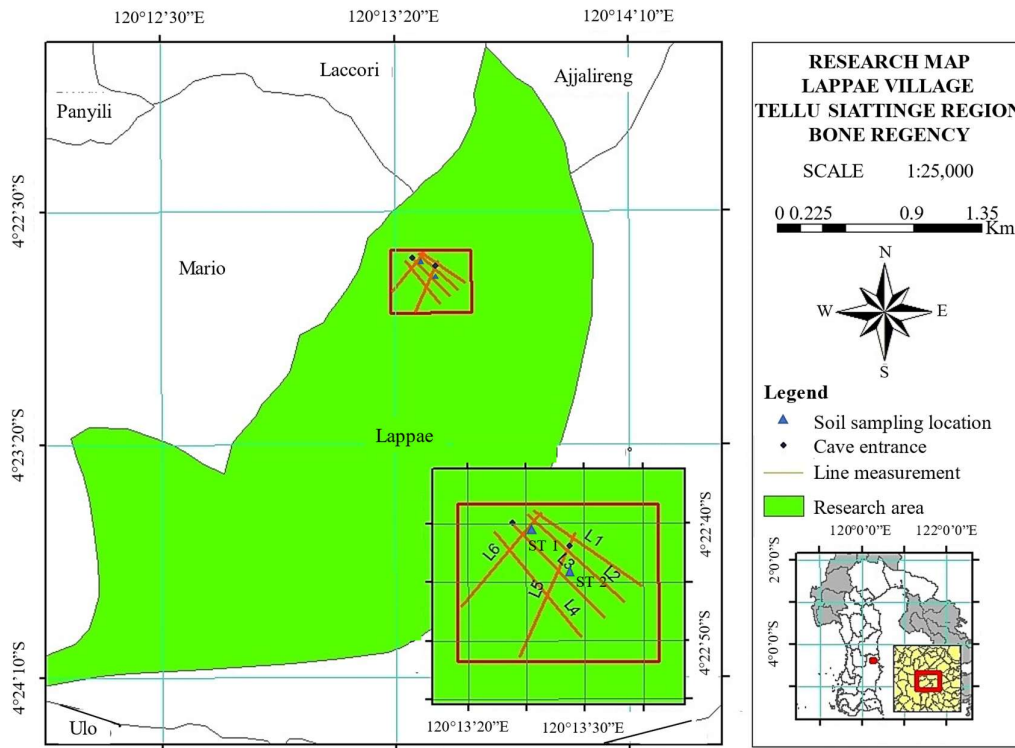 120°12'30"E
120°13'20"E
120°14'10"E
Laccori
Ajjalireng
Panyili
4°22'30"S
Mario
4°23'20"S
Lappae
4°24'10"S
Ulo
L1
L2
L3
L4
L5
L6
ST 1
ST 2
4°22'40"S
4°22'50"S
120°13'20"E
120°13'30"E
RESEARCH MAP
LAPPAE VILLAGE
TELLU SIATTINGE REGION
BONE REGENCY
SCALE 1:25,000
0 0.225 0.9 1.35
Km
N
W E
S
Legend
Soil sampling location
Cave entrance
Line measurement
Research area
120°0'0"E 122°0'0"E
2°0'0"S
4°0'0"S